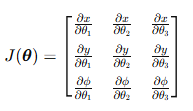 J(θ) = [ ∂x/∂θ₁ ∂x/∂θ₂ ∂x/∂θ₃
∂y/∂θ₁ ∂y/∂θ₂ ∂y/∂θ₃
∂ϕ/∂θ₁ ∂ϕ/∂θ₂ ∂ϕ/∂θ₃ ]